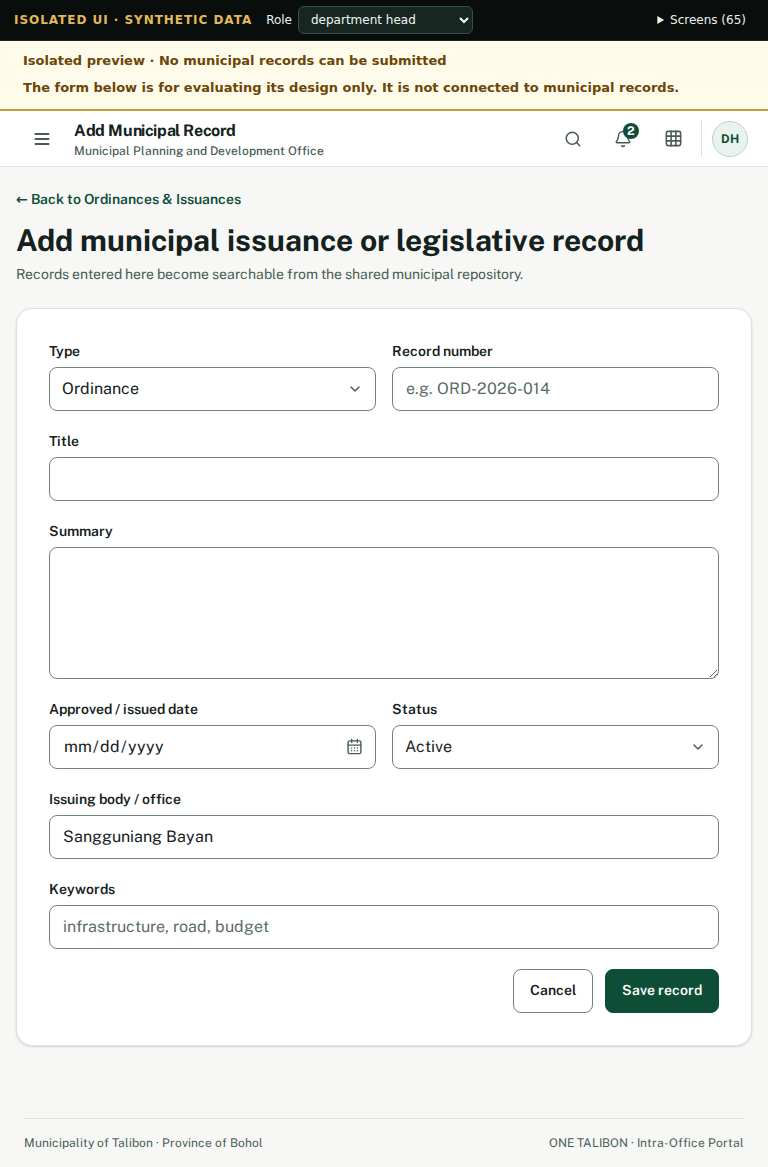 ISOLATED UI · SYNTHETIC DATA Role department head ▶ Screens (65)
Isolated preview · No municipal records can be submitted
The form below is for evaluating its design only. It is not connected to municipal records.
Add Municipal Record
Municipal Planning and Development Office
2
DH
← Back to Ordinances & Issuances
Add municipal issuance or legislative record
Records entered here become searchable from the shared municipal repository.
Type Record number
Ordinance e.g. ORD-2026-014
Title
Summary
Approved / issued date Status
mm/dd/yyyy Active
Issuing body / office
Sangguniang Bayan
Keywords
infrastructure, road, budget
Cancel Save record
Municipality of Talibon · Province of Bohol ONE TALIBON · Intra-Office Portal